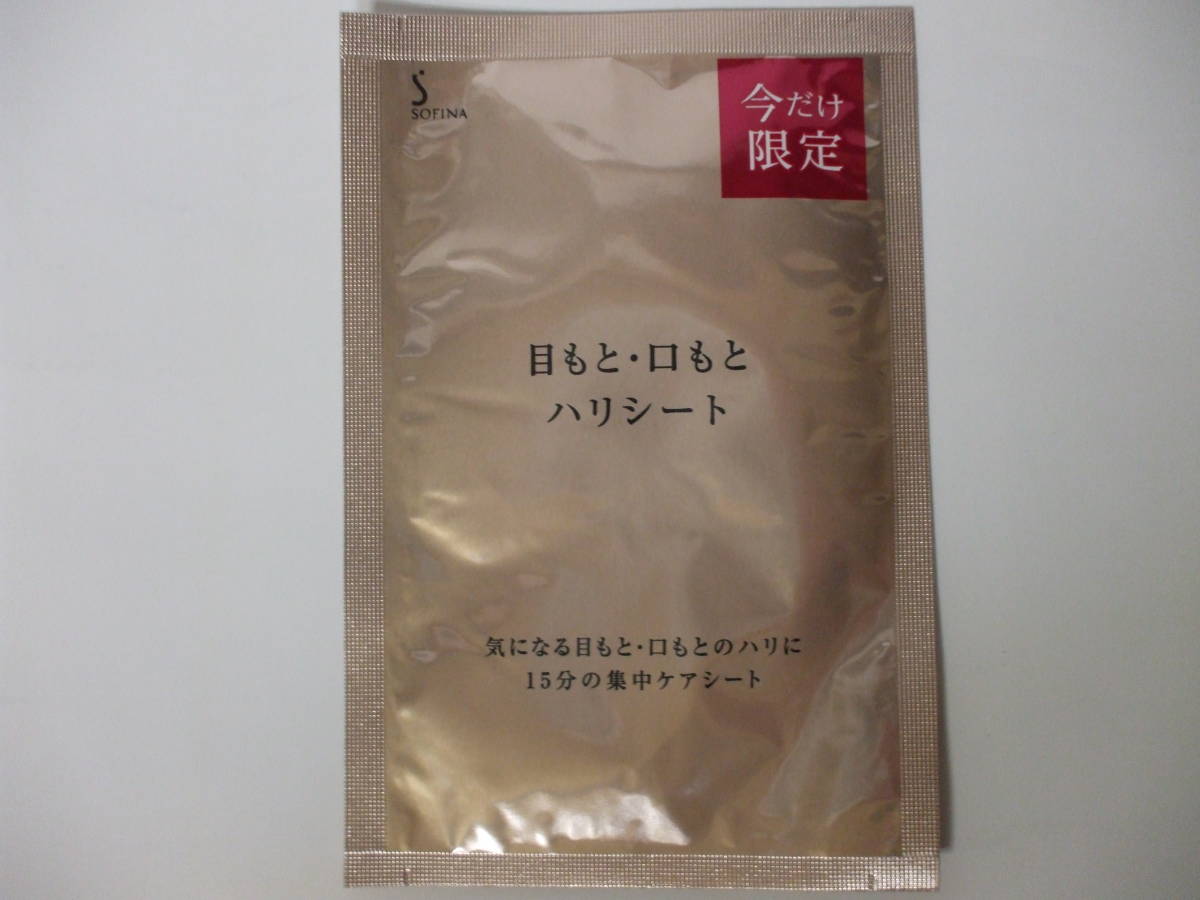 SOFINA
今だけ
限定
目もと・口もと
ハリシート
気になる目もと・口もとのハリに
15分の集中ケアシート